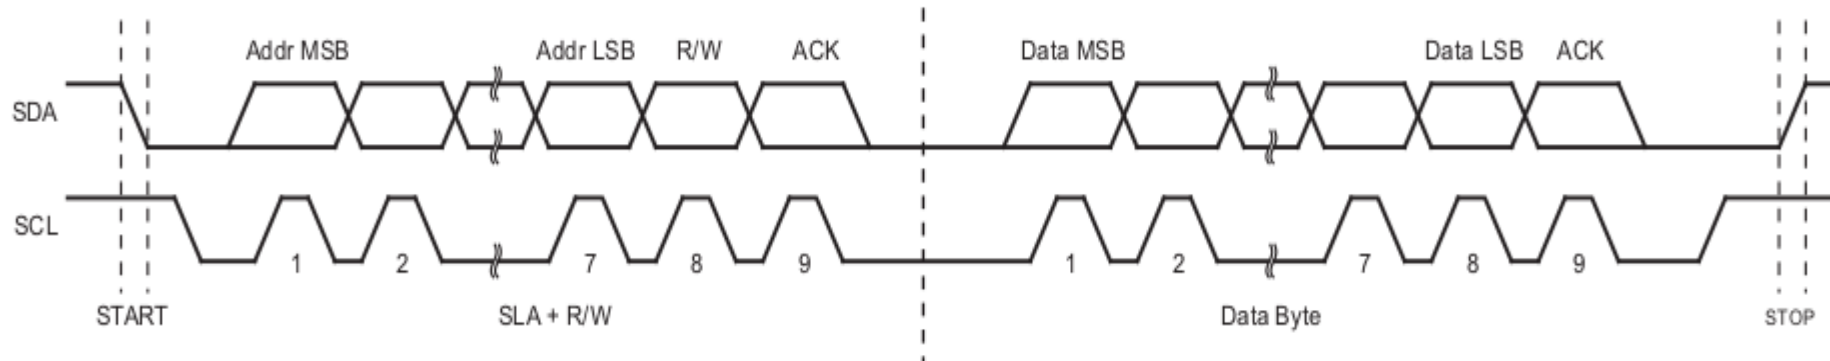 Addr MSB Addr LSB R/W ACK Data MSB Data LSB ACK
SDA
SCL
1 2 7 8 9 1 2 7 8 9
START SLA + R/W Data Byte STOP